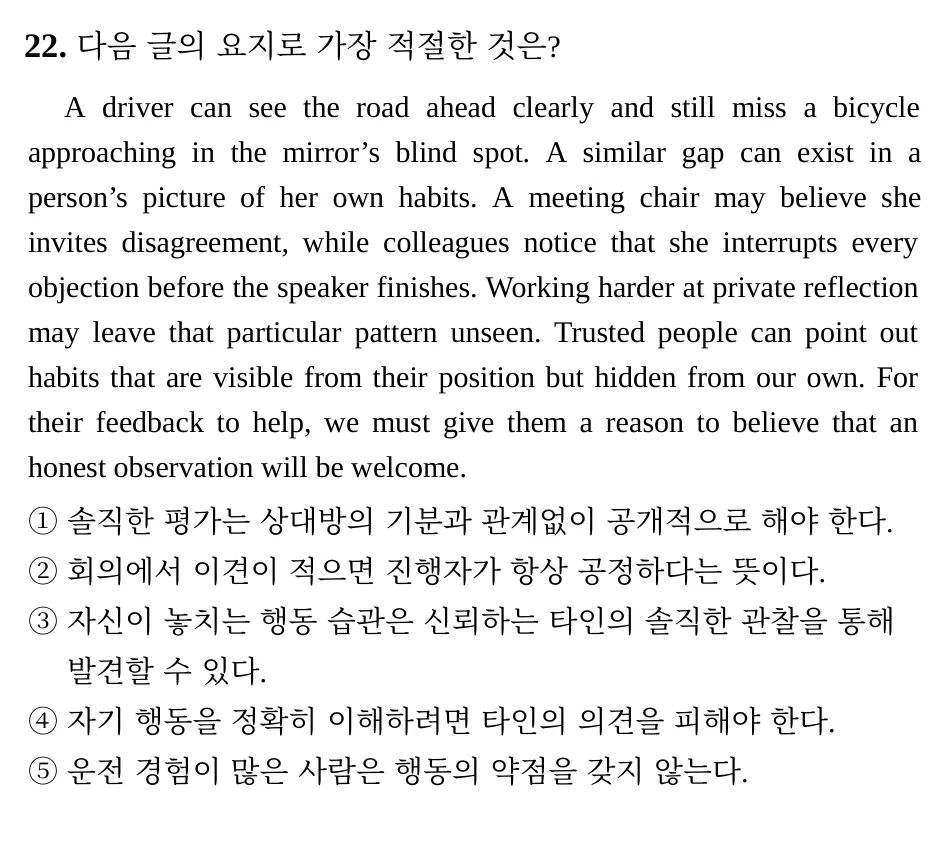 22. 다음 글의 요지로 가장 적절한 것은?
A driver can see the road ahead clearly and still miss a bicycle
approaching in the mirror’s blind spot. A similar gap can exist in a
person’s picture of her own habits. A meeting chair may believe she
invites disagreement, while colleagues notice that she interrupts every
objection before the speaker finishes. Working harder at private reflection
may leave that particular pattern unseen. Trusted people can point out
habits that are visible from their position but hidden from our own. For
their feedback to help, we must give them a reason to believe that an
honest observation will be welcome.
① 솔직한 평가는 상대방의 기분과 관계없이 공개적으로 해야 한다.
② 회의에서 이견이 적으면 진행자가 항상 공정하다는 뜻이다.
③ 자신이 놓치는 행동 습관은 신뢰하는 타인의 솔직한 관찰을 통해
발견할 수 있다.
④ 자기 행동을 정확히 이해하려면 타인의 의견을 피해야 한다.
⑤ 운전 경험이 많은 사람은 행동의 약점을 갖지 않는다.